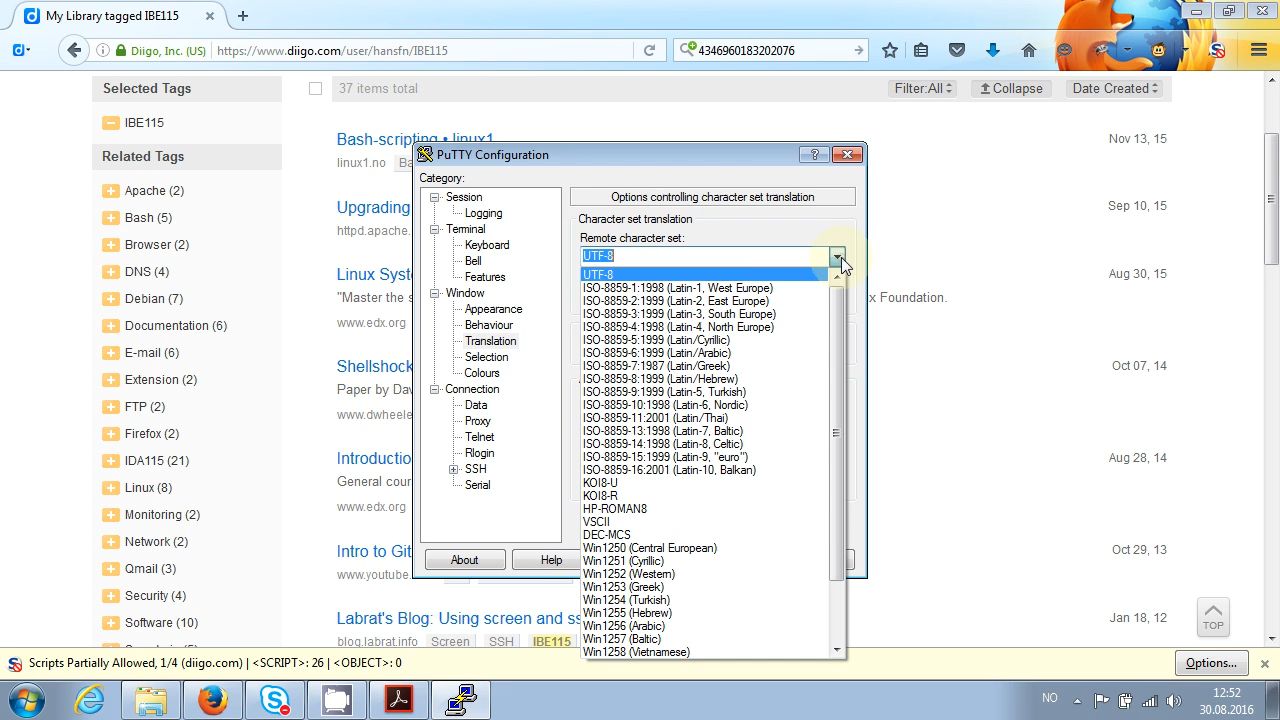 My Library tagged IBE115
Diigo, Inc. (US)
https://www.diigo.com/user/hansth/IBE115
4346960183202076
Selected Tags
37 items total
Filter:All
Collapse
Date Created
IBE115
Related Tags
Apache (2)
Bash (5)
Browser (2)
DNS (4)
Debian (7)
Documentation (6)
E-mail (6)
Extension (2)
FTP (2)
Firefox (2)
IDA115 (21)
Linux (8)
Monitoring (2)
Network (2)
Qmail (3)
Security (4)
Software (10)
Bash-scripting • linux1
Nov 13, 15
linux1.no
Ba
Upgrading
Sep 10, 15
httpd.apache.
Linux Sys
Aug 30, 15
"Master the s
x Foundation.
www.edx.org
Shellshock
Oct 07, 14
Paper by Dav
www.dwheele
Introductio
Aug 28, 14
General cour
www.edx.org
Intro to Git
Oct 29, 13
www.youtube.
Labrat's Blog: Using screen and ss
Jan 18, 12
blog.labrat.info
Screen
SSH
IBE115
TOP
PuTTY Configuration
Category:
Session
Logging
Terminal
Keyboard
Bell
Features
Window
Appearance
Behaviour
Translation
Selection
Colours
Connection
Data
Proxy
Telnet
Rlogin
SSH
Serial
About
Help
Options controlling character set translation
Character set translation
Remote character set:
UTF-8
UTF-8
ISO-8859-1:1998 (Latin-1, West Europe)
ISO-8859-2:1999 (Latin-2, East Europe)
ISO-8859-3:1999 (Latin-3, South Europe)
ISO-8859-4:1998 (Latin-4, North Europe)
ISO-8859-5:1999 (Latin/Cyrillic)
ISO-8859-6:1999 (Latin/Arabic)
ISO-8859-7:1987 (Latin/Greek)
ISO-8859-8:1999 (Latin/Hebrew)
ISO-8859-9:1999 (Latin-5, Turkish)
ISO-8859-10:1998 (Latin-6, Nordic)
ISO-8859-11:2001 (Latin/Thai)
ISO-8859-13:1998 (Latin-7, Baltic)
ISO-8859-14:1998 (Latin-8, Celtic)
ISO-8859-15:1999 (Latin-9, "euro")
ISO-8859-16:2001 (Latin-10, Balkan)
KOI8-U
KOI8-R
HP-ROMAN8
VSCII
DEC-MCS
Win1250 (Central European)
Win1251 (Cyrillic)
Win1252 (Western)
Win1253 (Greek)
Win1254 (Turkish)
Win1255 (Hebrew)
Win1256 (Arabic)
Win1257 (Baltic)
Win1258 (Vietnamese)
Scripts Partially Allowed, 1/4 (diigo.com) | <SCRIPT>: 26 | <OBJECT>: 0
Options...
NO
12:52
30.08.2016